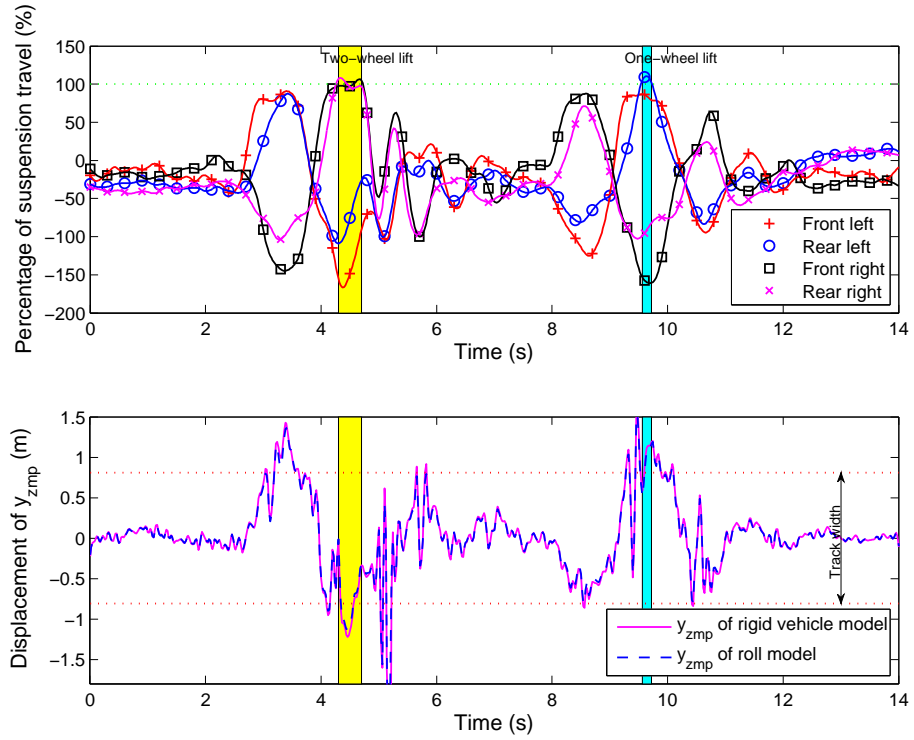 Percentage of suspension travel (%)
150
100
50
0
−50
−100
−150
−200
Two−wheel lift
One−wheel lift
Front left
Rear left
Front right
Rear right
0 2 4 6 8 10 12 14
Time (s)
Displacement of y_zmp (m)
1.5
1
0.5
0
−0.5
−1
−1.5
Track width
y_zmp of rigid vehicle model
y_zmp of roll model
0 2 4 6 8 10 12 14
Time (s)